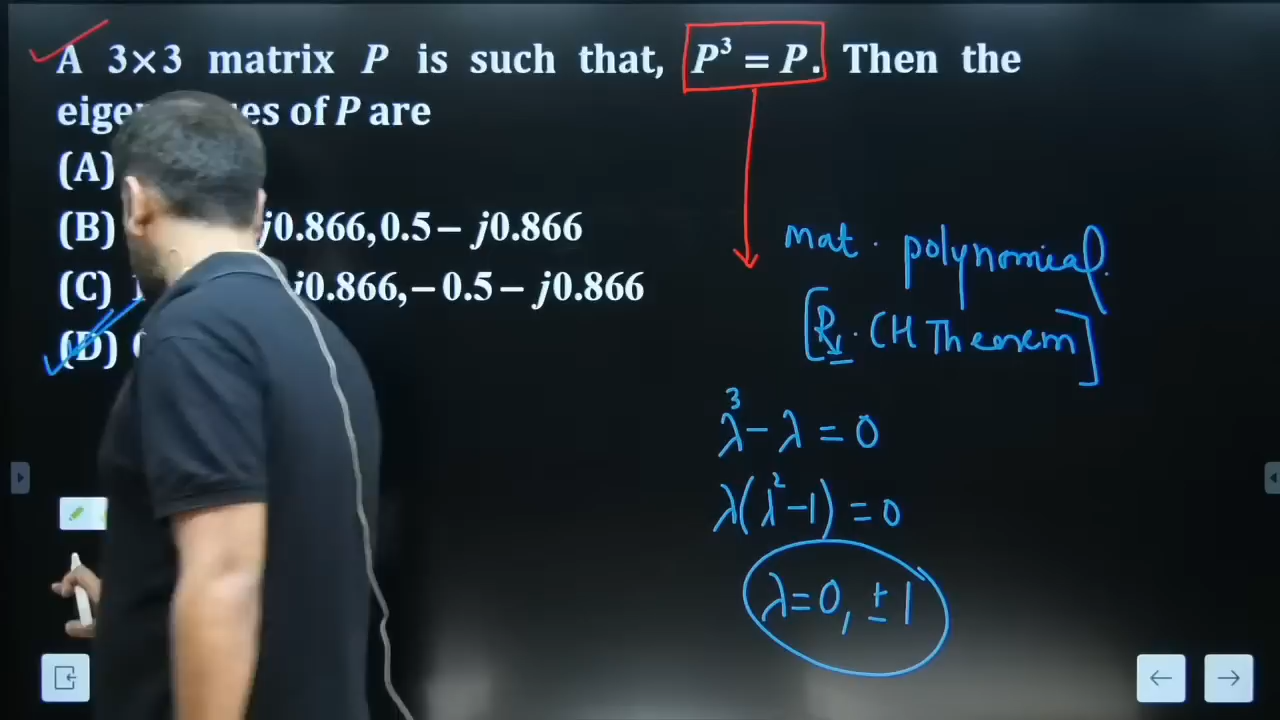 A 3×3 matrix P is such that, P³ = P. Then the
es of P are
(A)
(B) j0.866, 0.5 − j0.866
(C) j0.866, − 0.5 − j0.866
(D)
mat. polynomial.
[P. CH Theorem]
λ³ − λ = 0
λ(λ² − 1) = 0
λ = 0, ± 1